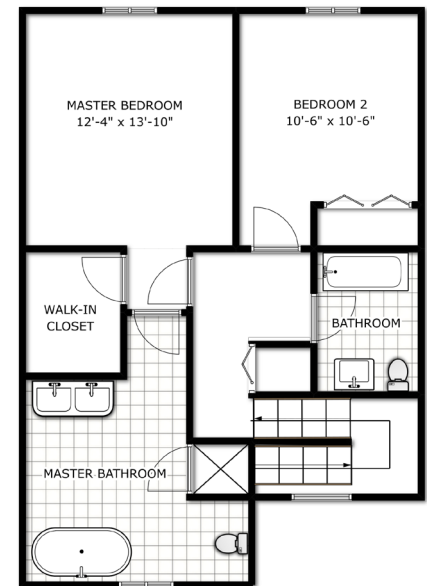 MASTER BEDROOM
12'-4" x 13'-10"
BEDROOM 2
10'-6" x 10'-6"
WALK-IN
CLOSET
BATHROOM
MASTER BATHROOM